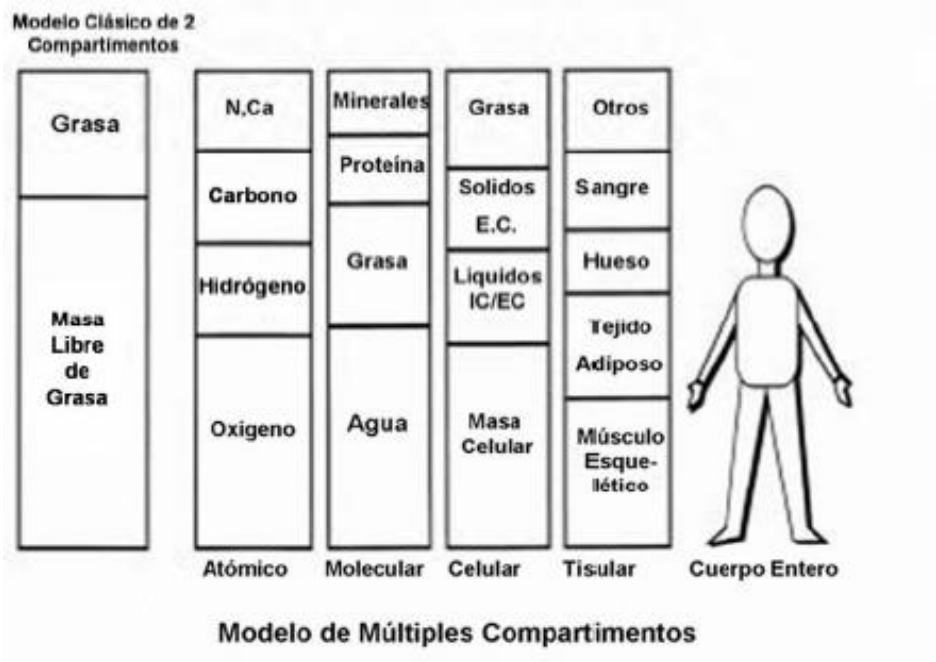 Modelo Clásico de 2
Compartimentos
Grasa
Masa
Libre
de
Grasa
N,Ca
Carbono
Hidrógeno
Oxigeno
Atómico
Minerales
Proteína
Grasa
Agua
Molecular
Grasa
Solidos
E.C.
Liquidos
IC/EC
Masa
Celular
Celular
Otros
Sangre
Hueso
Tejido
Adiposo
Músculo
Esque-
lético
Tisular
Cuerpo Entero
Modelo de Múltiples Compartimentos